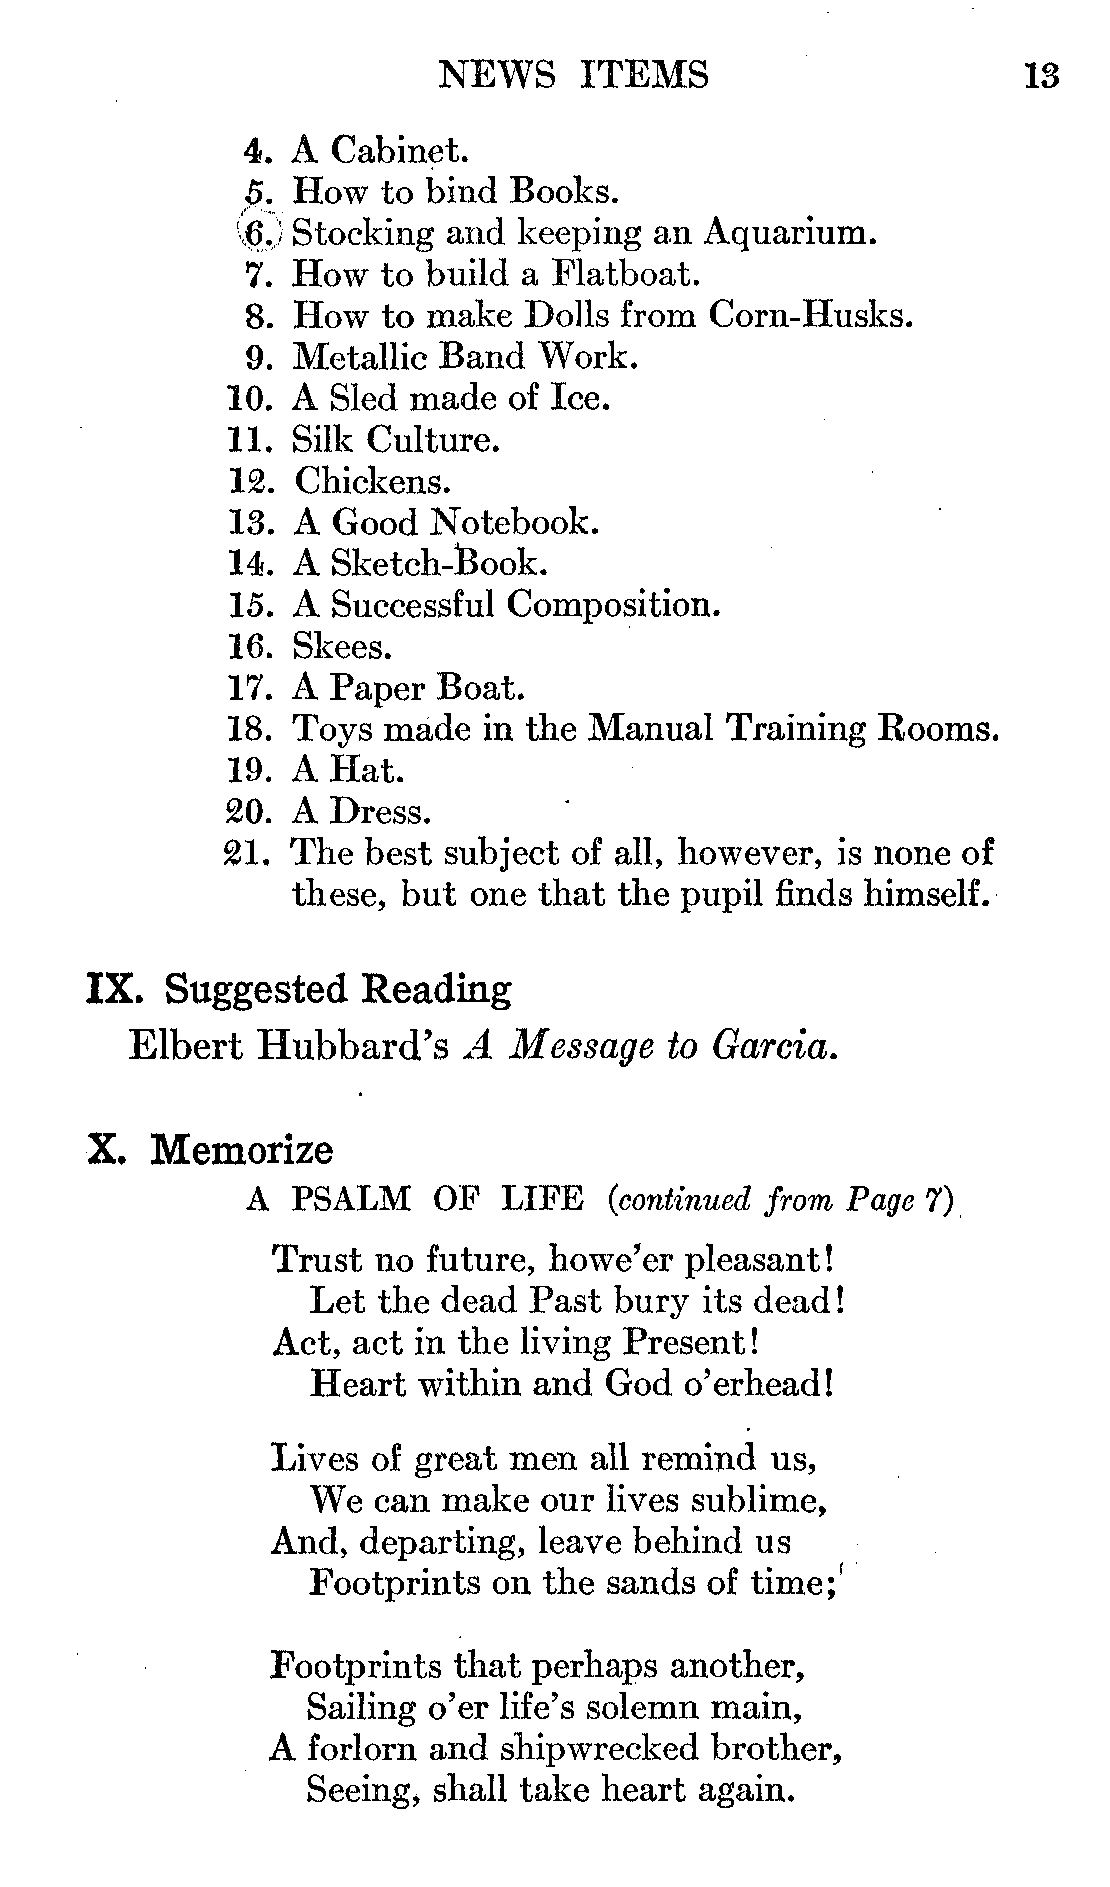 NEWS ITEMS 13
4. A Cabinet.
5. How to bind Books.
6. Stocking and keeping an Aquarium.
7. How to build a Flatboat.
8. How to make Dolls from Corn-Husks.
9. Metallic Band Work.
10. A Sled made of Ice.
11. Silk Culture.
12. Chickens.
13. A Good Notebook.
14. A Sketch-Book.
15. A Successful Composition.
16. Skees.
17. A Paper Boat.
18. Toys made in the Manual Training Rooms.
19. A Hat.
20. A Dress.
21. The best subject of all, however, is none of
these, but one that the pupil finds himself.
IX. Suggested Reading
Elbert Hubbard's A Message to Garcia.
X. Memorize
A PSALM OF LIFE (continued from Page 7)
Trust no future, howe'er pleasant!
Let the dead Past bury its dead!
Act, act in the living Present!
Heart within and God o'erhead!
Lives of great men all remind us,
We can make our lives sublime,
And, departing, leave behind us
Footprints on the sands of time;
Footprints that perhaps another,
Sailing o'er life's solemn main,
A forlorn and shipwrecked brother,
Seeing, shall take heart again.